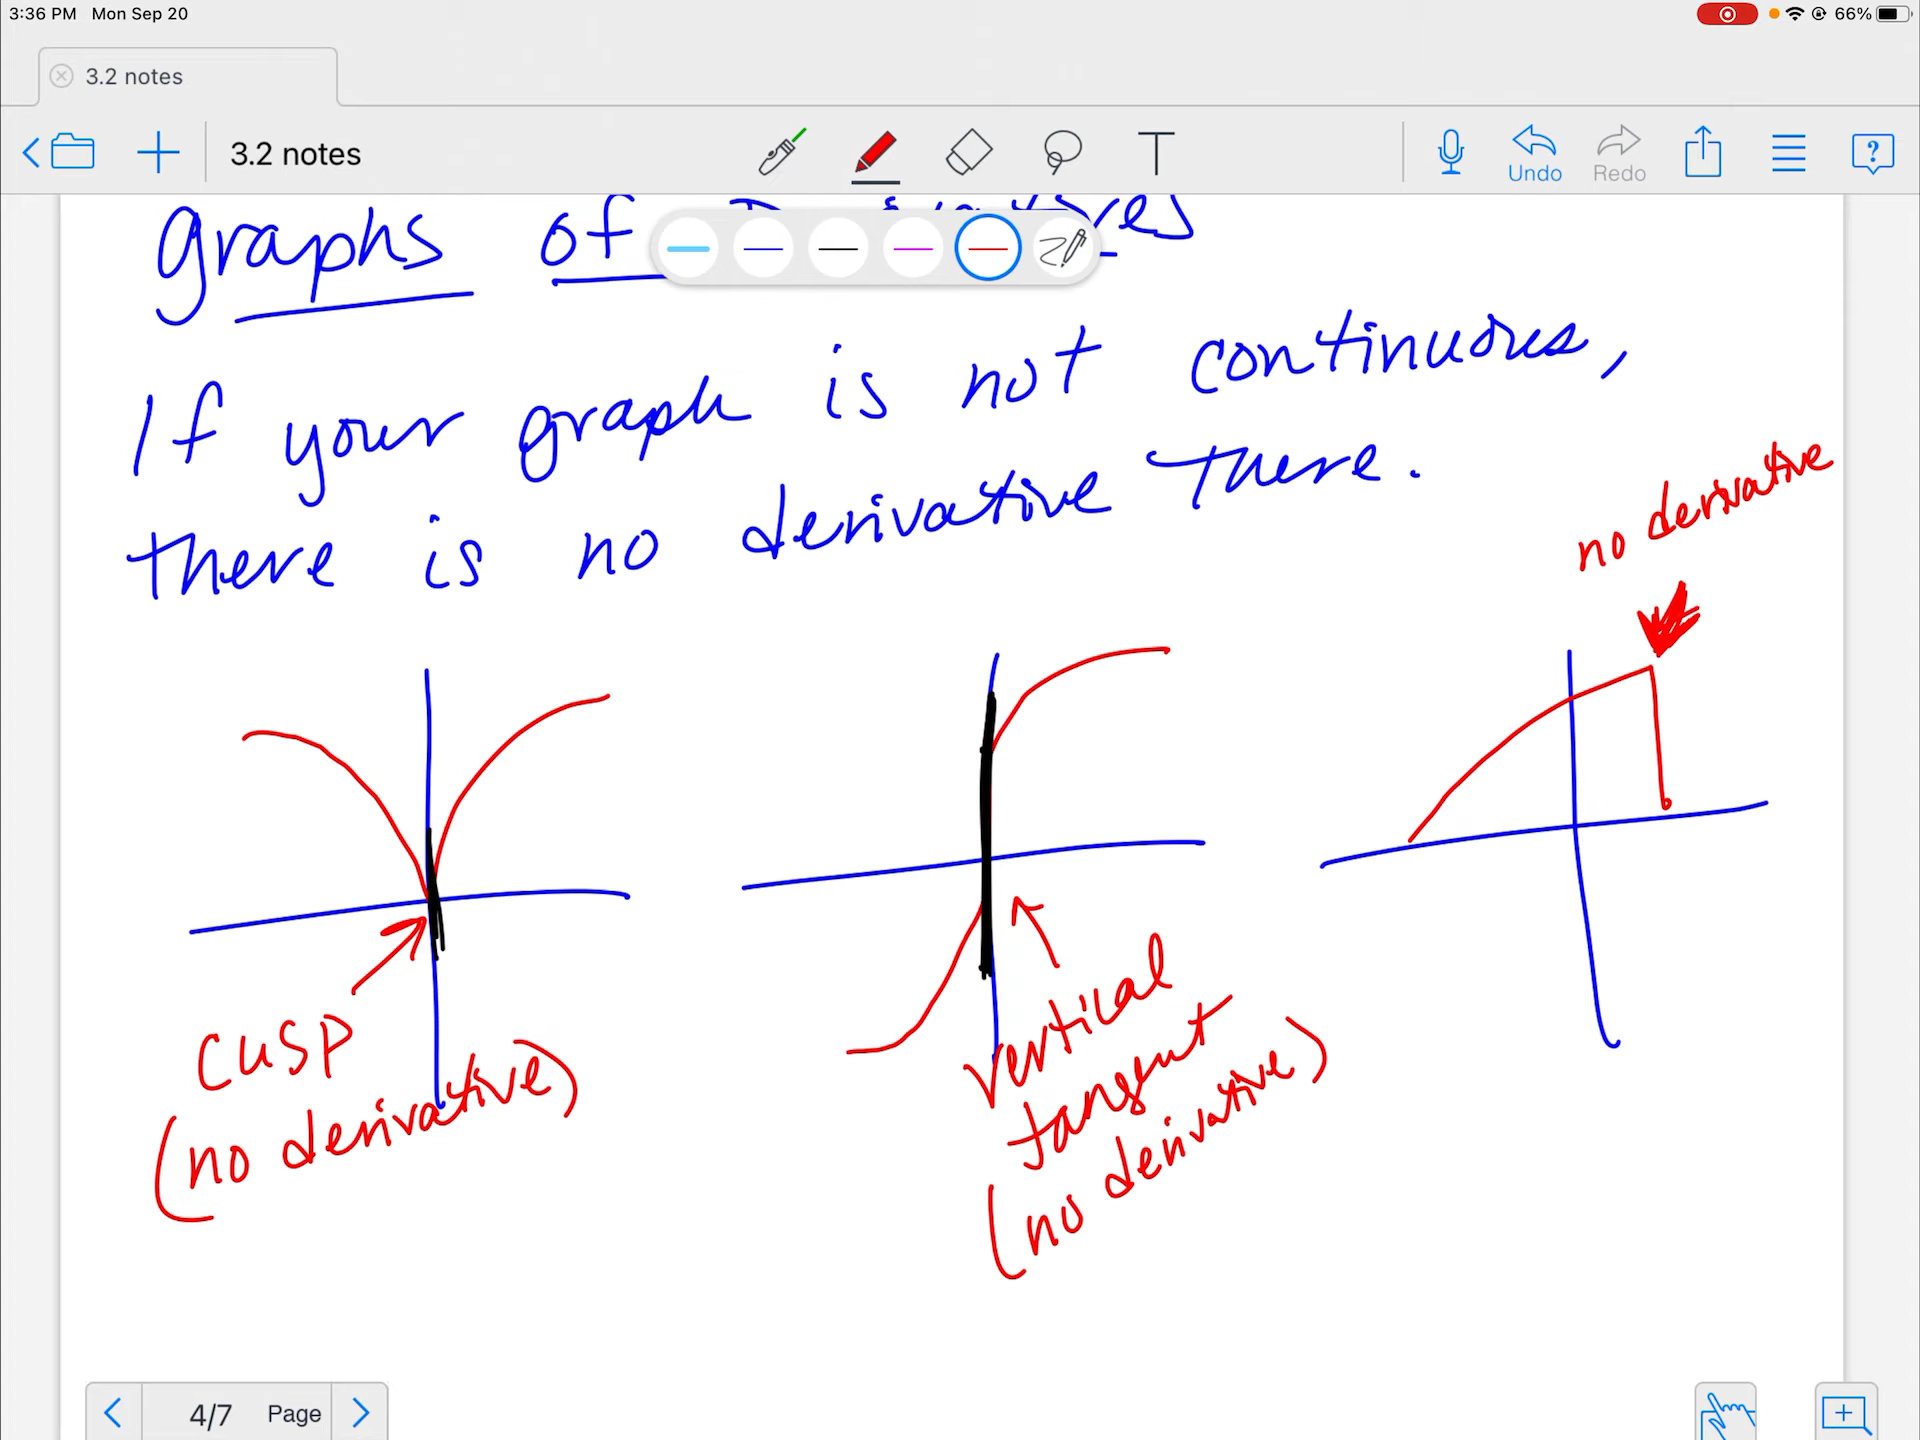 3:36 PM Mon Sep 20
66%
3.2 notes
3.2 notes
T
Undo
Redo
?
graphs of
If your graph is not continuous,
there is no derivative there.
no derivative
cusp
(no derivative)
vertical
tangent
(no derivative)
4/7 Page